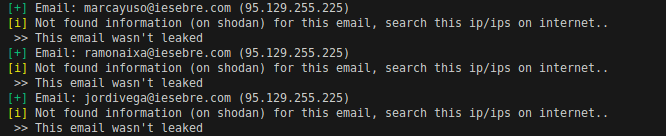 [+] Email: marcayuso@iesebre.com (95.129.255.225)
[i] Not found information (on shodan) for this email, search this ip/ips on internet..
>> This email wasn't leaked
[+] Email: ramonaixa@iesebre.com (95.129.255.225)
[i] Not found information (on shodan) for this email, search this ip/ips on internet..
>> This email wasn't leaked
[+] Email: jordivega@iesebre.com (95.129.255.225)
[i] Not found information (on shodan) for this email, search this ip/ips on internet..
>> This email wasn't leaked